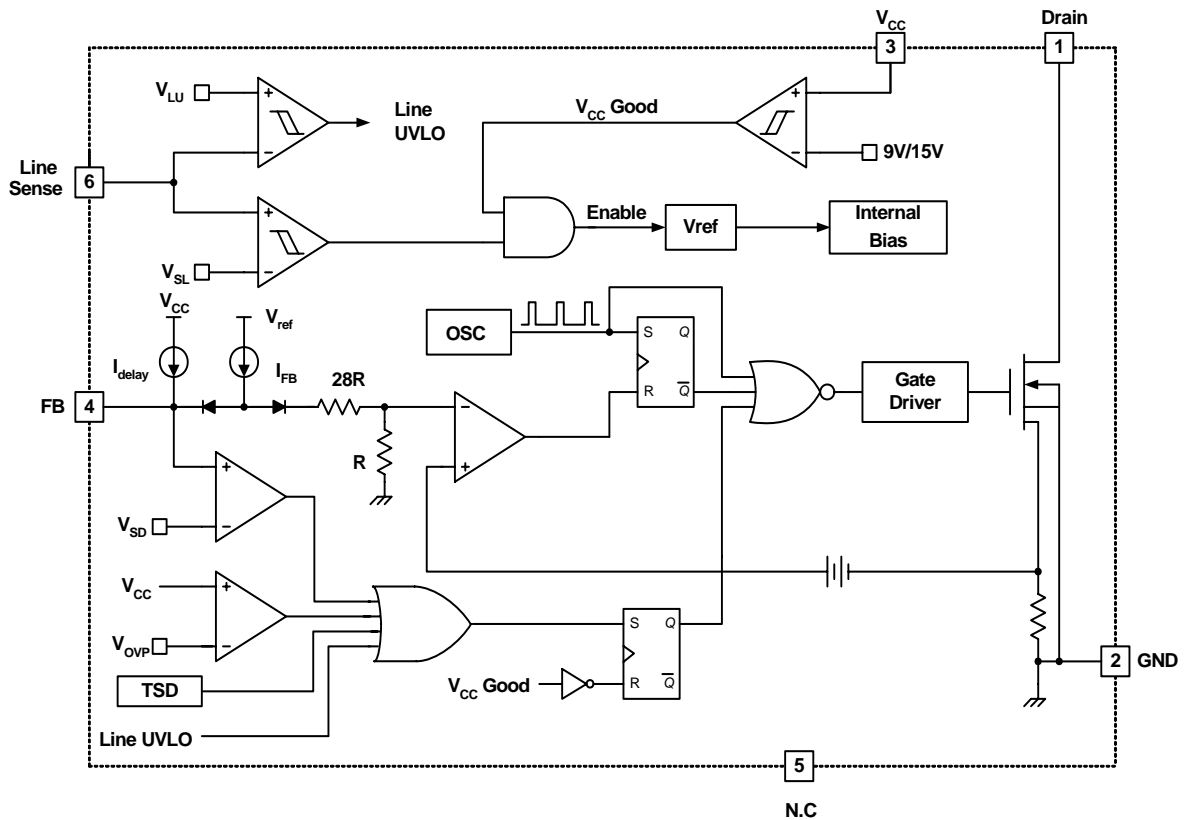 VCC
Drain
3
1
VLU
+
−
Line
UVLO
VCC Good
+
−
9V/15V
Line
Sense
6
+
−
VSL
Enable
Vref
Internal
Bias
VCC
Vref
Idelay
IFB
OSC
S
Q
R
Q̅
FB
4
28R
R
−
+
Gate
Driver
+
−
VSD
VCC
+
VOVP
−
TSD
Line UVLO
VCC Good
S
Q
R
Q̅
2
GND
5
N.C